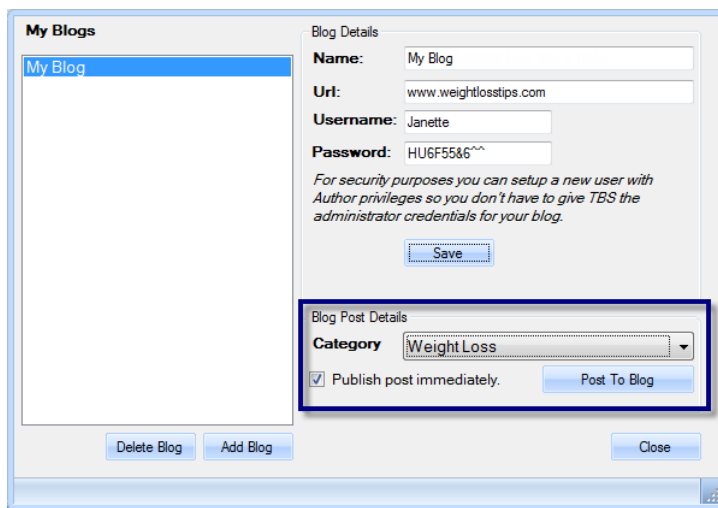 My Blogs
My Blog
Blog Details
Name: My Blog
Url: www.weightlosstips.com
Username: Janette
Password: HU6F55&6^^
For security purposes you can setup a new user with
Author privileges so you don't have to give TBS the
administrator credentials for your blog.
Save
Blog Post Details
Category Weight Loss
Publish post immediately. Post To Blog
Delete Blog Add Blog Close